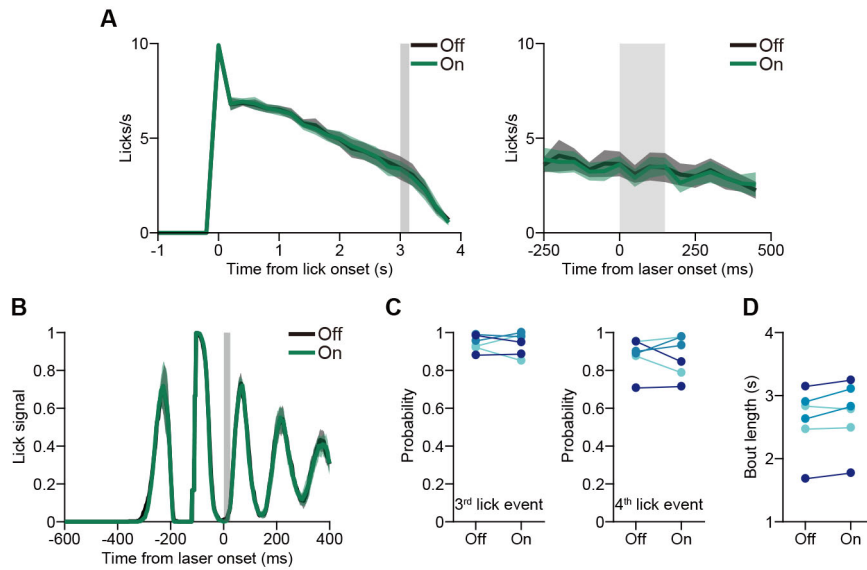 A
10
5
0
Licks/s
-1
0
1
2
3
4
Time from lick onset (s)
Off
On
10
5
0
Licks/s
-250
0
250
500
Time from laser onset (ms)
Off
On
B
1
0.8
0.6
0.4
0.2
0
Lick signal
-600
-400
-200
0
200
400
Time from laser onset (ms)
Off
On
C
1
0.8
0.6
0.4
0.2
0
Probability
3rd lick event
Off
On
1
0.8
0.6
0.4
0.2
0
Probability
4th lick event
Off
On
D
4
3
2
1
Bout length (s)
Off
On